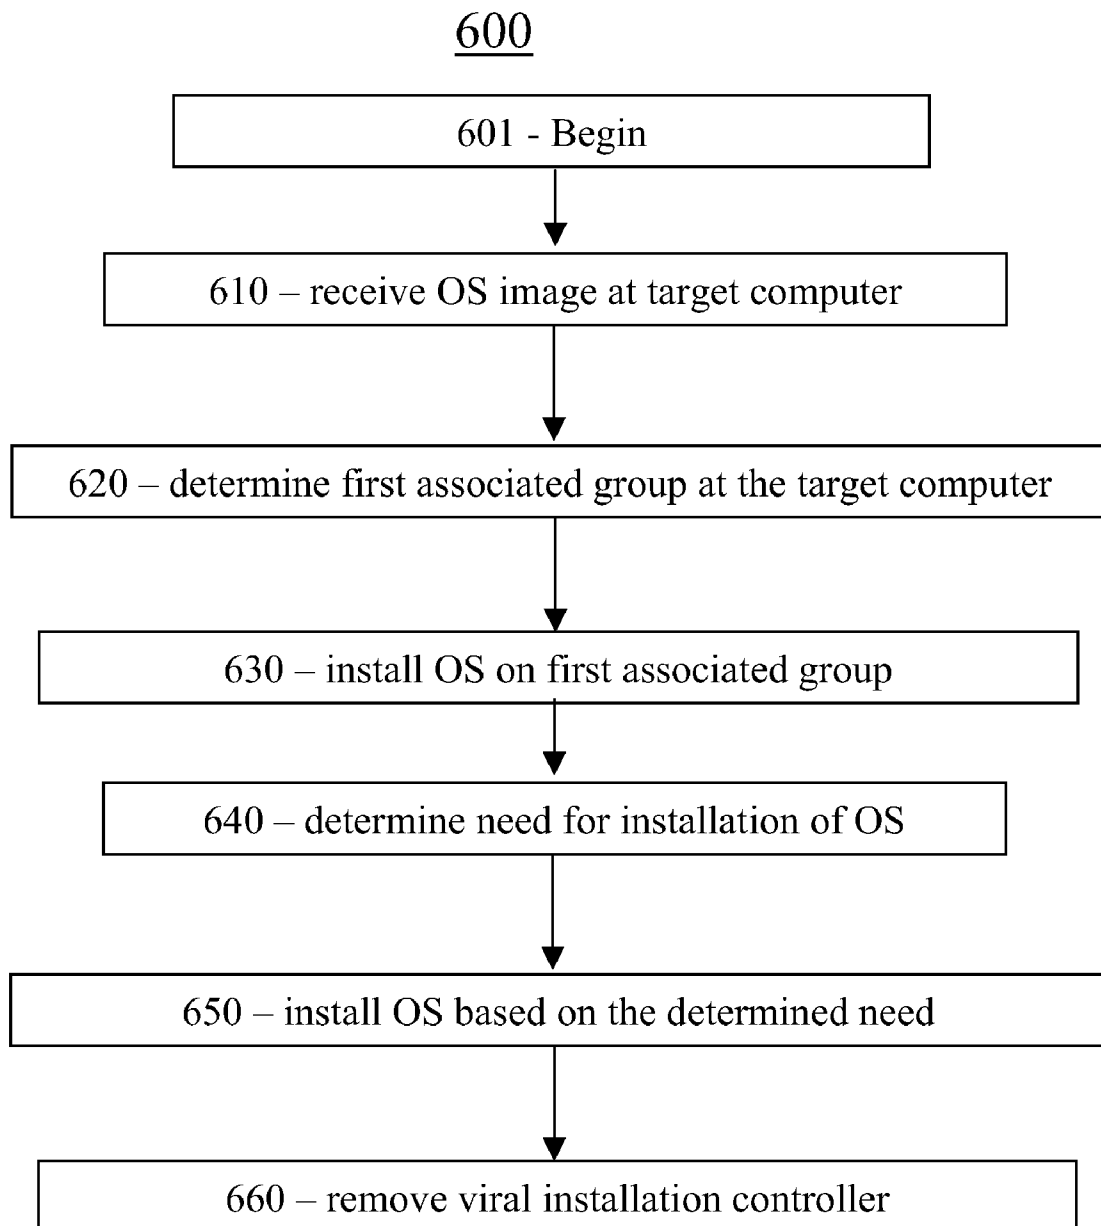 600
601 - Begin
610 – receive OS image at target computer
620 – determine first associated group at the target computer
630 – install OS on first associated group
640 – determine need for installation of OS
650 – install OS based on the determined need
660 – remove viral installation controller